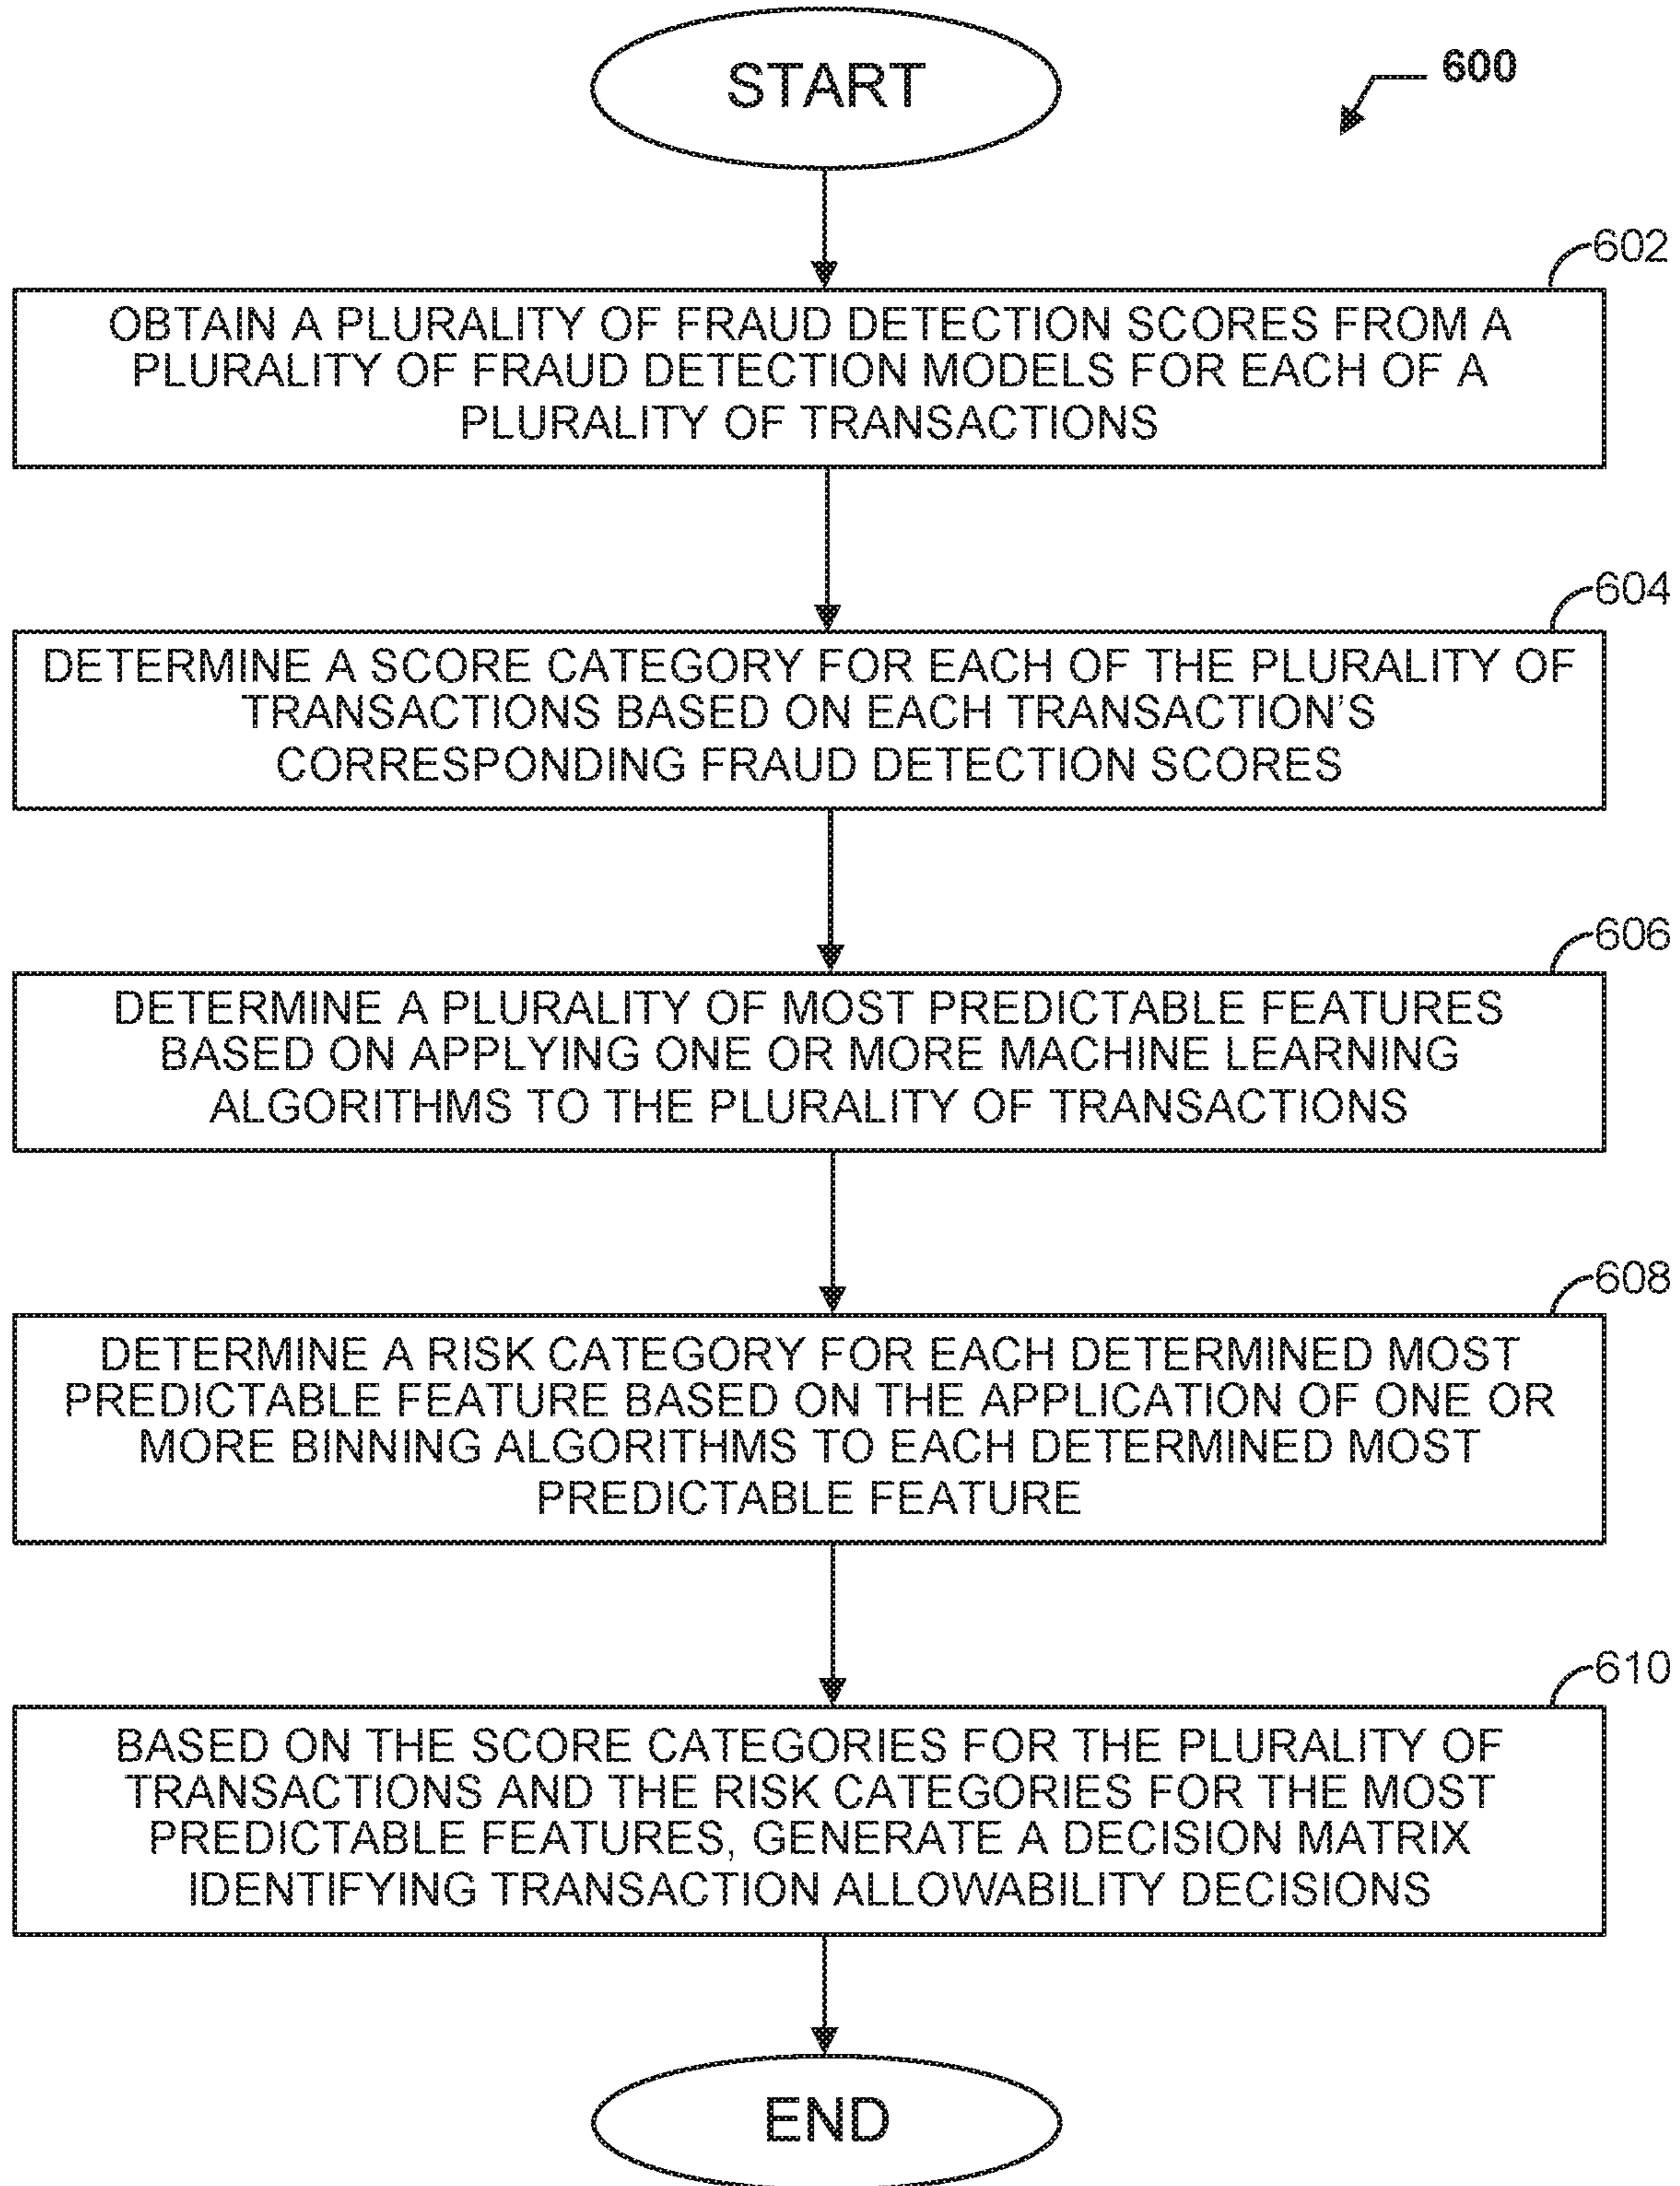 START
600
602
OBTAIN A PLURALITY OF FRAUD DETECTION SCORES FROM A
PLURALITY OF FRAUD DETECTION MODELS FOR EACH OF A
PLURALITY OF TRANSACTIONS
604
DETERMINE A SCORE CATEGORY FOR EACH OF THE PLURALITY OF
TRANSACTIONS BASED ON EACH TRANSACTION'S
CORRESPONDING FRAUD DETECTION SCORES
606
DETERMINE A PLURALITY OF MOST PREDICTABLE FEATURES
BASED ON APPLYING ONE OR MORE MACHINE LEARNING
ALGORITHMS TO THE PLURALITY OF TRANSACTIONS
608
DETERMINE A RISK CATEGORY FOR EACH DETERMINED MOST
PREDICTABLE FEATURE BASED ON THE APPLICATION OF ONE OR
MORE BINNING ALGORITHMS TO EACH DETERMINED MOST
PREDICTABLE FEATURE
610
BASED ON THE SCORE CATEGORIES FOR THE PLURALITY OF
TRANSACTIONS AND THE RISK CATEGORIES FOR THE MOST
PREDICTABLE FEATURES, GENERATE A DECISION MATRIX
IDENTIFYING TRANSACTION ALLOWABILITY DECISIONS
END